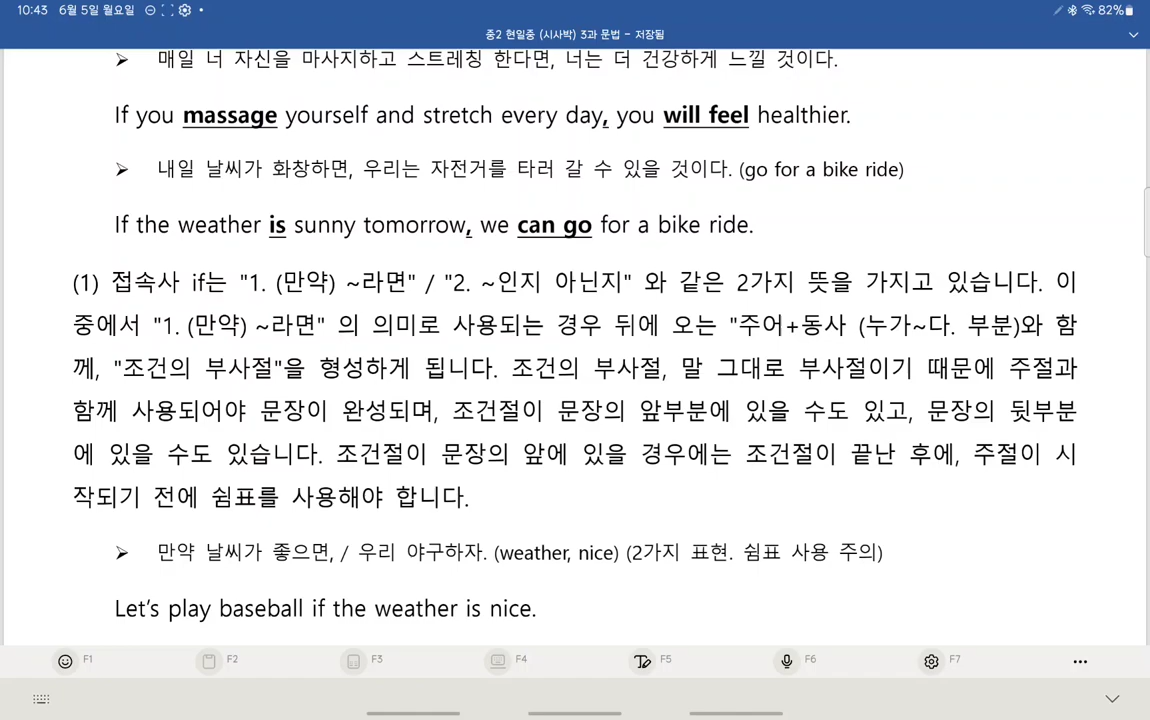 10:43 6월 5일 월요일 82%
중2 현일중 (시사박) 3과 문법 – 저장됨
➢ 매일 너 자신을 마사지하고 스트레칭 한다면, 너는 더 건강하게 느낄 것이다.
If you massage yourself and stretch every day, you will feel healthier.
➢ 내일 날씨가 화창하면, 우리는 자전거를 타러 갈 수 있을 것이다. (go for a bike ride)
If the weather is sunny tomorrow, we can go for a bike ride.
(1) 접속사 if는 "1. (만약) ~라면" / "2. ~인지 아닌지" 와 같은 2가지 뜻을 가지고 있습니다. 이
중에서 "1. (만약) ~라면" 의 의미로 사용되는 경우 뒤에 오는 "주어+동사 (누가~다. 부분)와 함
께, "조건의 부사절"을 형성하게 됩니다. 조건의 부사절, 말 그대로 부사절이기 때문에 주절과
함께 사용되어야 문장이 완성되며, 조건절이 문장의 앞부분에 있을 수도 있고, 문장의 뒷부분
에 있을 수도 있습니다. 조건절이 문장의 앞에 있을 경우에는 조건절이 끝난 후에, 주절이 시
작되기 전에 쉼표를 사용해야 합니다.
➢ 만약 날씨가 좋으면, / 우리 야구하자. (weather, nice) (2가지 표현. 쉼표 사용 주의)
Let's play baseball if the weather is nice.
F1 F2 F3 F4 F5 F6 F7